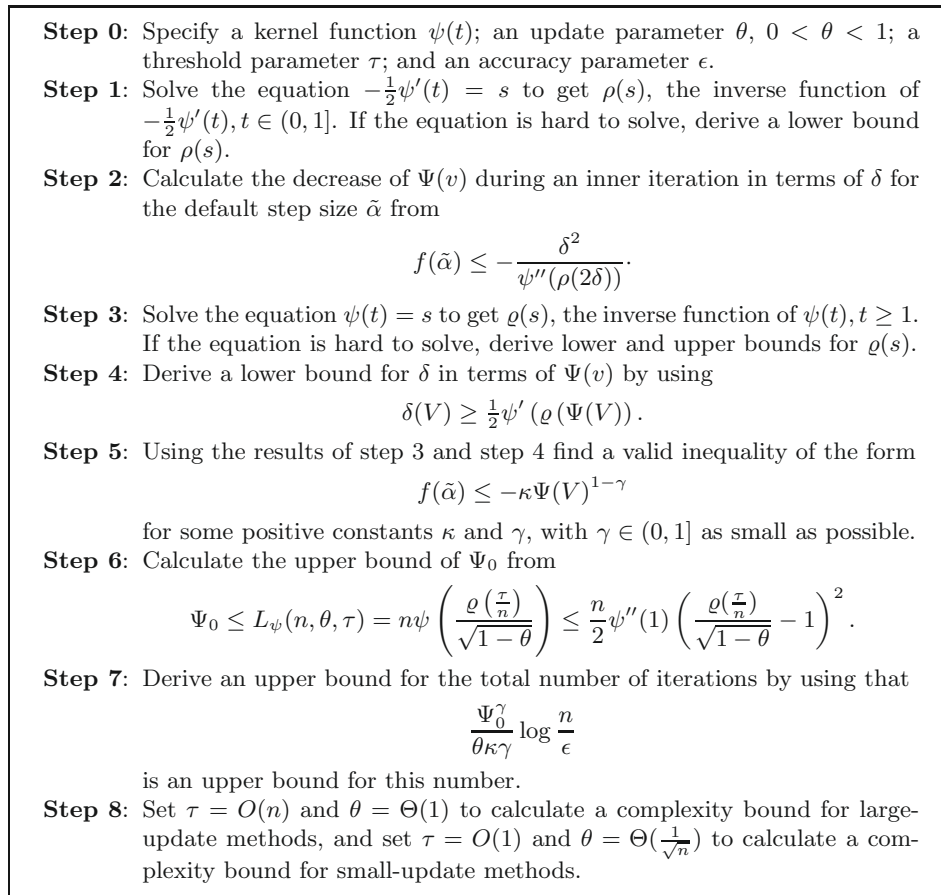 Step 0: Specify a kernel function ψ(t); an update parameter θ, 0 < θ < 1; a
threshold parameter τ; and an accuracy parameter ϵ.
Step 1: Solve the equation −½ψ′(t) = s to get ρ(s), the inverse function of
−½ψ′(t), t ∈ (0, 1]. If the equation is hard to solve, derive a lower bound
for ρ(s).
Step 2: Calculate the decrease of Ψ(v) during an inner iteration in terms of δ for
the default step size α̃ from
f(α̃) ≤ −δ²/ψ″(ρ(2δ))·
Step 3: Solve the equation ψ(t) = s to get ϱ(s), the inverse function of ψ(t), t ≥ 1.
If the equation is hard to solve, derive lower and upper bounds for ϱ(s).
Step 4: Derive a lower bound for δ in terms of Ψ(v) by using
δ(V) ≥ ½ψ′ (ϱ (Ψ(V)) .
Step 5: Using the results of step 3 and step 4 find a valid inequality of the form
f(α̃) ≤ −κΨ(V)^{1−γ}
for some positive constants κ and γ, with γ ∈ (0, 1] as small as possible.
Step 6: Calculate the upper bound of Ψ₀ from
Ψ₀ ≤ L_ψ(n, θ, τ) = nψ (ϱ(τ/n)/√(1 − θ)) ≤ n/2 ψ″(1) (ϱ(τ/n)/√(1 − θ) − 1)².
Step 7: Derive an upper bound for the total number of iterations by using that
Ψ₀^γ/(θκγ) log n/ϵ
is an upper bound for this number.
Step 8: Set τ = O(n) and θ = Θ(1) to calculate a complexity bound for large-
update methods, and set τ = O(1) and θ = Θ(1/√n) to calculate a com-
plexity bound for small-update methods.